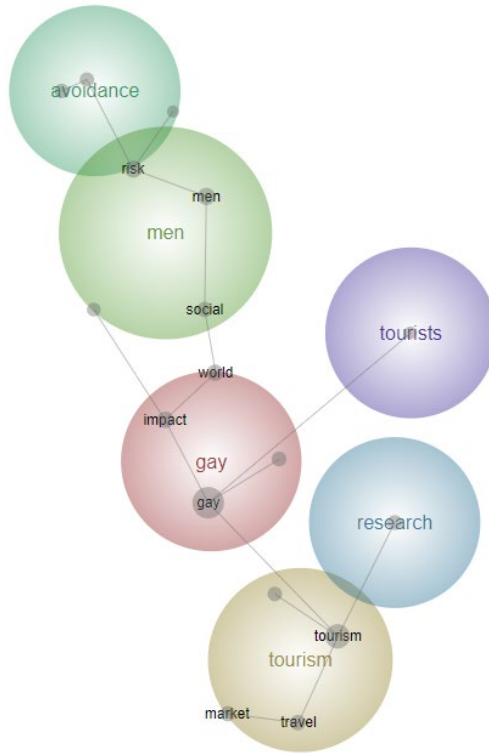 avoidance
risk
men
men
social
tourists
world
impact
gay
gay
research
tourism
tourism
market
travel